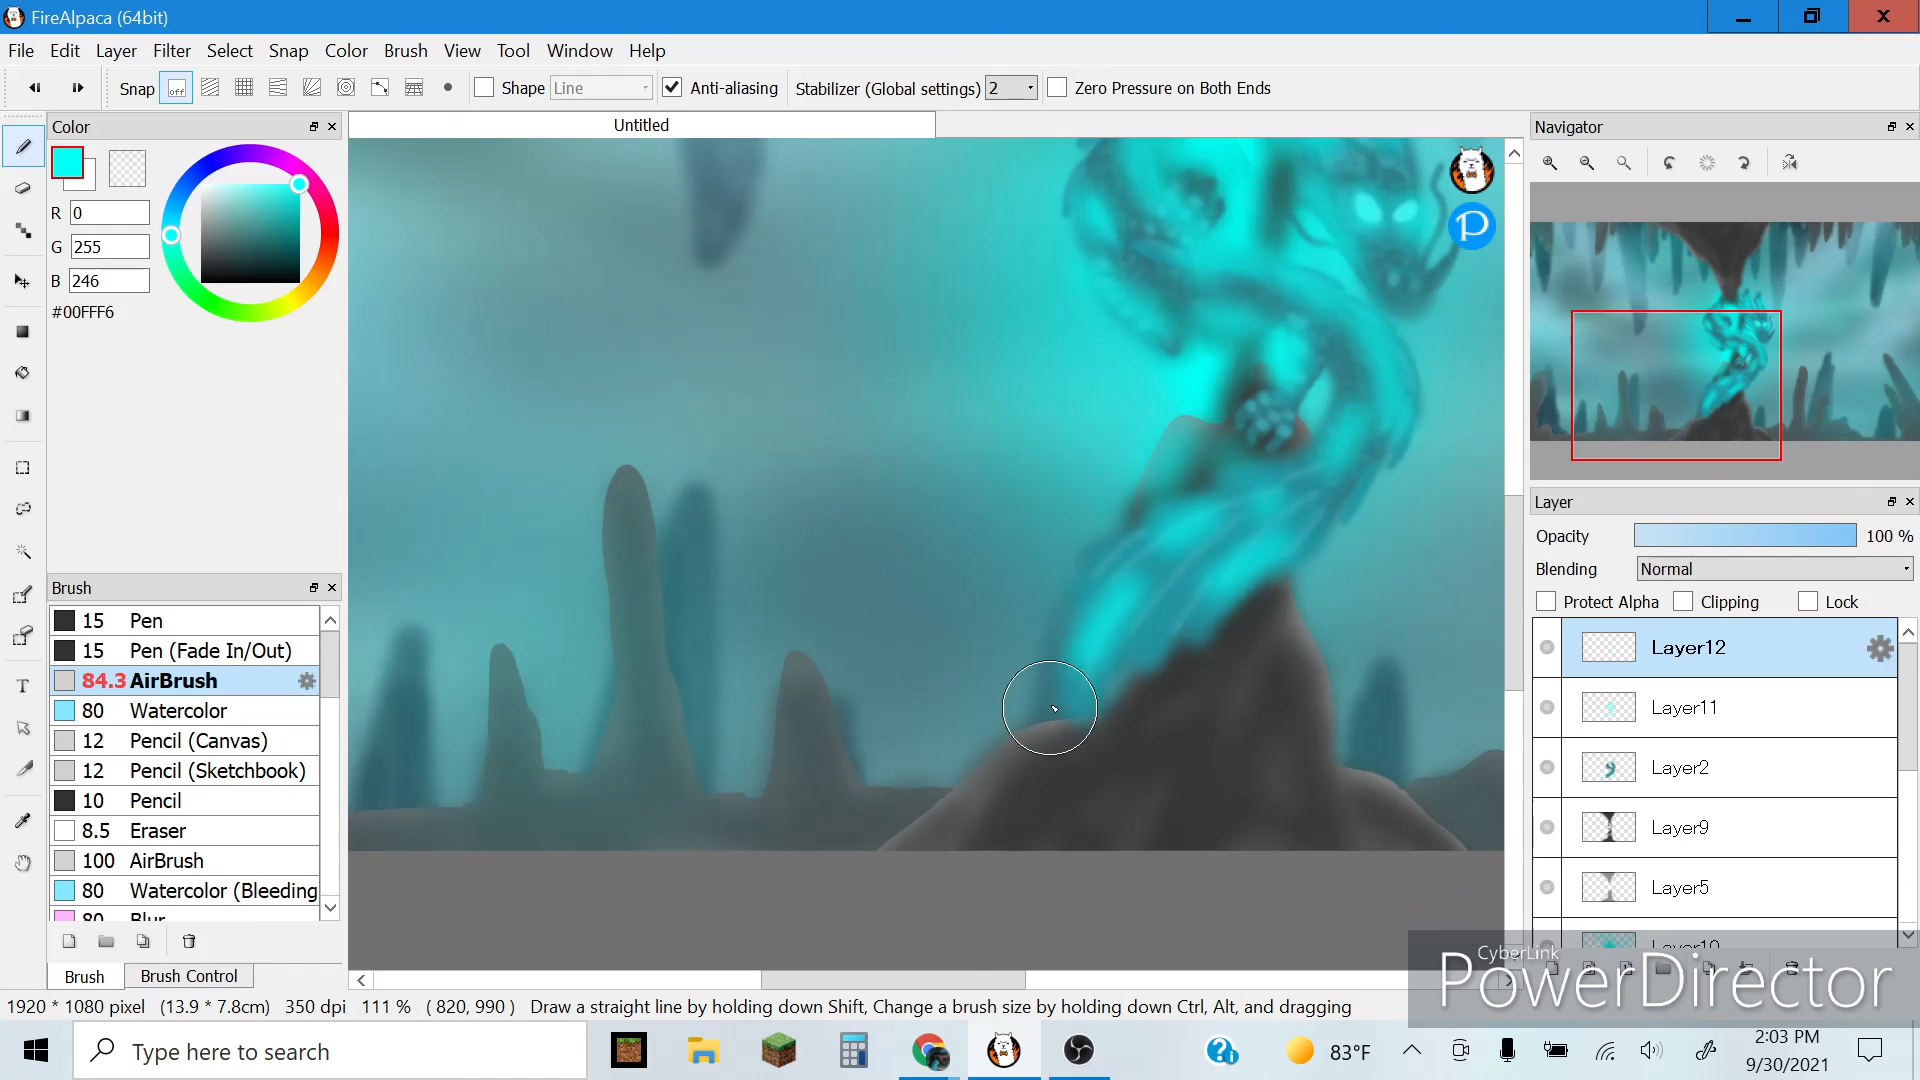 FireAlpaca (64bit)
File Edit Layer Filter Select Snap Color Brush View Tool Window Help
Snap off Shape Line Anti-aliasing Stabilizer (Global settings) 2 Zero Pressure on Both Ends
Color
Untitled
Navigator
R 0
G 255
B 246
#00FFF6
Layer
Opacity 100 %
Blending Normal
Protect Alpha Clipping Lock
Brush
15 Pen
15 Pen (Fade In/Out)
84.3 AirBrush
80 Watercolor
12 Pencil (Canvas)
12 Pencil (Sketchbook)
10 Pencil
8.5 Eraser
100 AirBrush
80 Watercolor (Bleeding
80 Blur
Layer12
Layer11
Layer2
Layer9
Layer5
Layer10
Brush Brush Control
CyberLink
PowerDirector
1920 * 1080 pixel (13.9 * 7.8cm) 350 dpi 111 % ( 820, 990 ) Draw a straight line by holding down Shift, Change a brush size by holding down Ctrl, Alt, and dragging
Type here to search
83°F
2:03 PM
9/30/2021